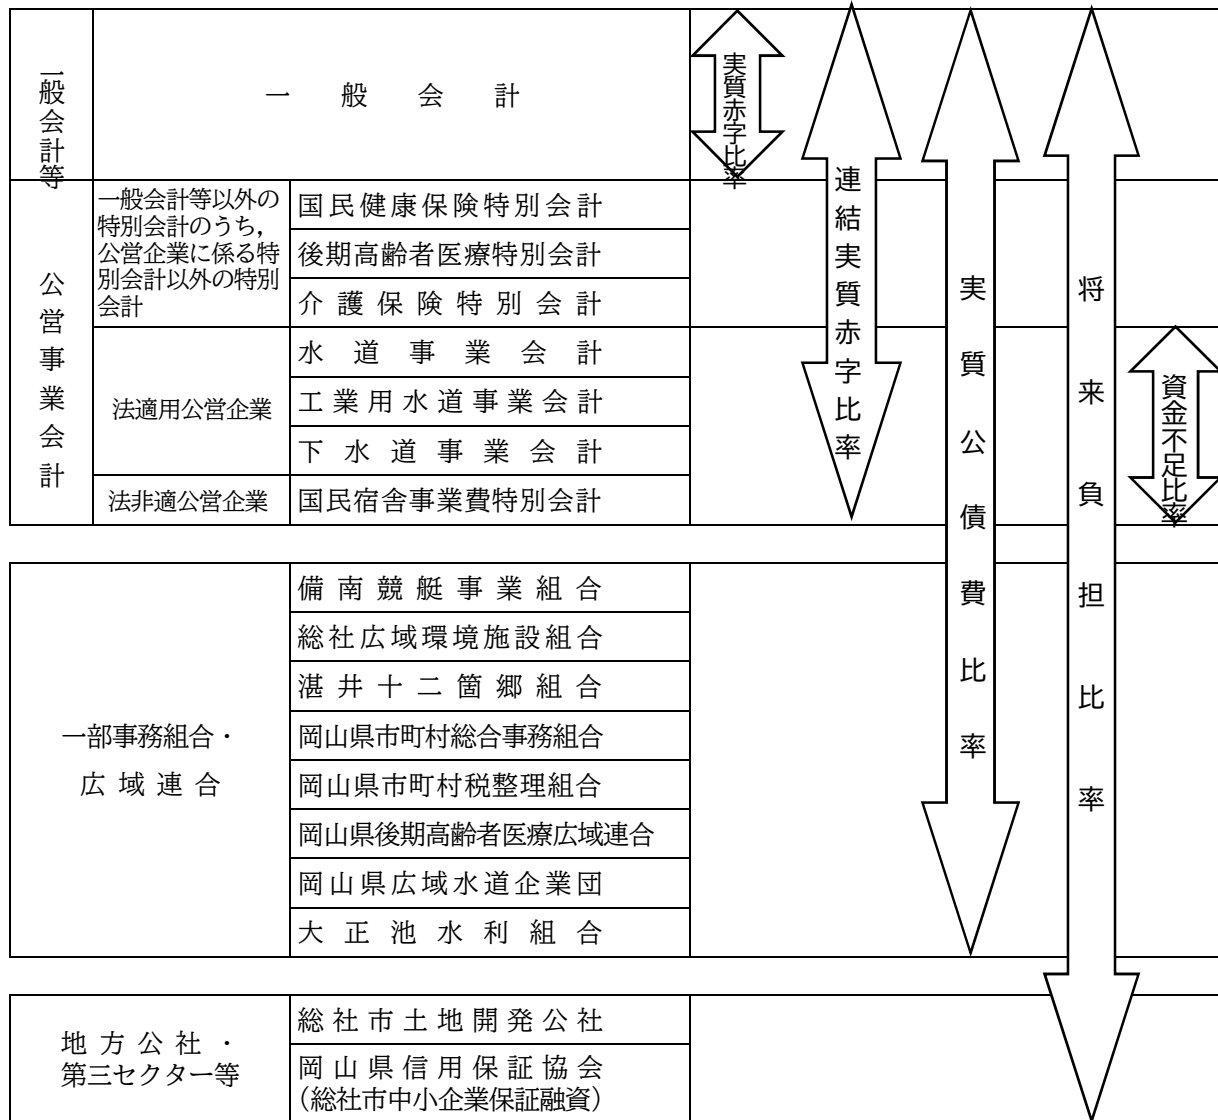 一般会計等
一般会計
実質赤字比率
連結実質赤字比率
実質公債費比率
将来負担比率
公営事業会計
一般会計等以外の
特別会計のうち,
公営企業に係る特
別会計以外の特別
会計
国民健康保険特別会計
後期高齢者医療特別会計
介護保険特別会計
法適用公営企業
水道事業会計
工業用水道事業会計
下水道事業会計
資金不足比率
法非適公営企業
国民宿舎事業費特別会計
一部事務組合・
広域連合
備南競艇事業組合
総社広域環境施設組合
湛井十二箇郷組合
岡山県市町村総合事務組合
岡山県市町村税整理組合
岡山県後期高齢者医療広域連合
岡山県広域水道企業団
大正池水利組合
地方公社・
第三セクター等
総社市土地開発公社
岡山県信用保証協会
(総社市中小企業保証融資)